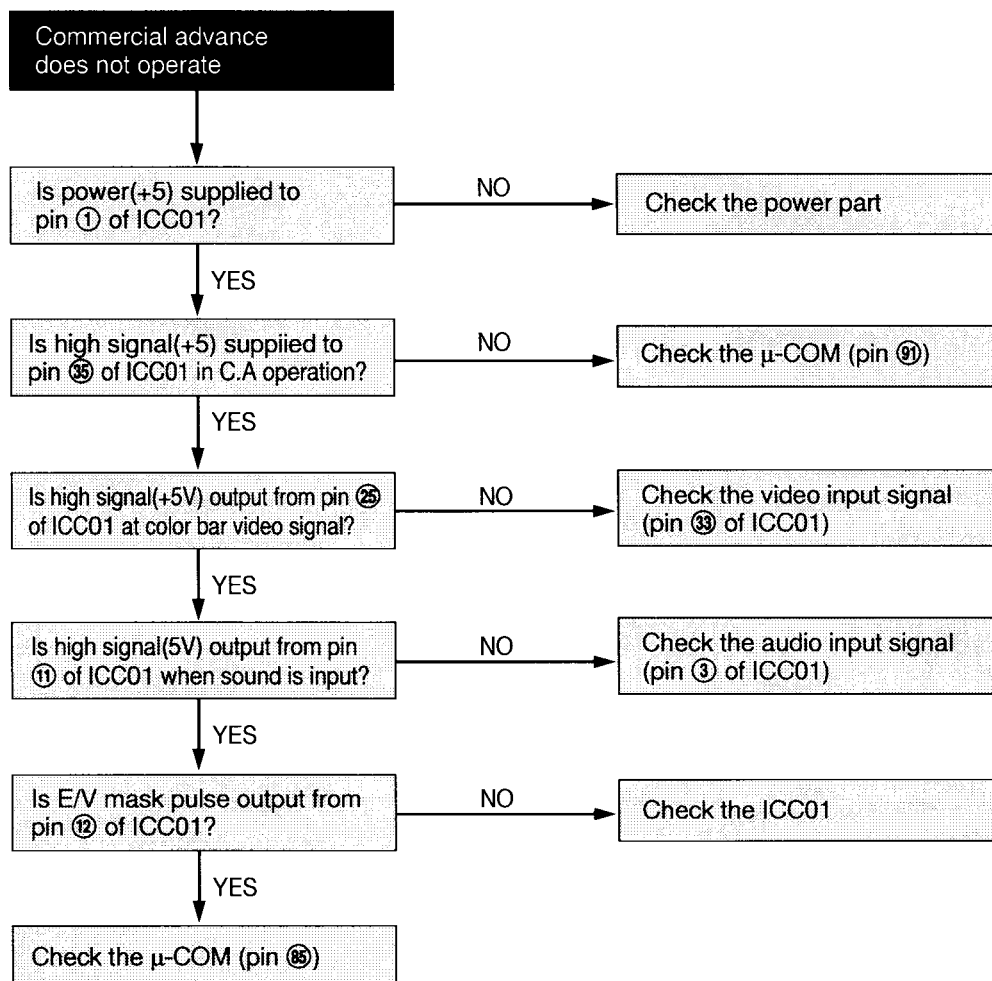 Commercial advance
does not operate
Is power(+5) supplied to
pin ① of ICC01?
NO
Check the power part
YES
Is high signal(+5) suppiied to
pin ㉟ of ICC01 in C.A operation?
NO
Check the μ-COM (pin 91)
YES
Is high signal(+5V) output from pin ㉕
of ICC01 at color bar video signal?
NO
Check the video input signal
(pin ㉝ of ICC01)
YES
Is high signal(5V) output from pin
⑪ of ICC01 when sound is input?
NO
Check the audio input signal
(pin ③ of ICC01)
YES
Is E/V mask pulse output from
pin ⑫ of ICC01?
NO
Check the ICC01
YES
Check the μ-COM (pin 85)